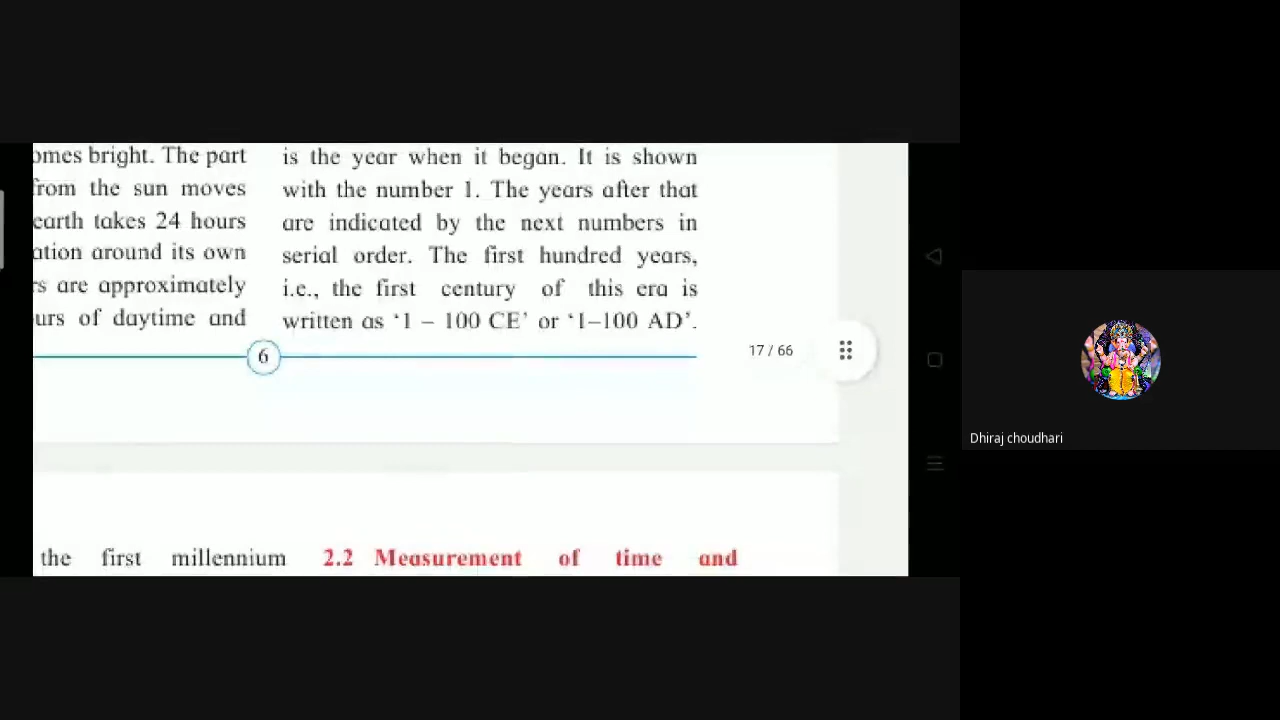 omes bright. The part
from the sun moves
earth takes 24 hours
ation around its own
rs are approximately
urs of daytime and
is the year when it began. It is shown
with the number 1. The years after that
are indicated by the next numbers in
serial order. The first hundred years,
i.e., the first century of this era is
written as ‘1 – 100 CE’ or ‘1–100 AD’.
6
17 / 66
the first millennium
2.2 Measurement of time and
Dhiraj choudhari